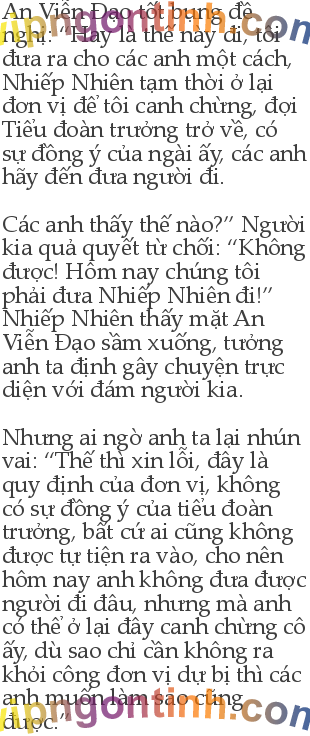 An Viễn Đạo tốt bụng đề
nghị: “Hay là thế này đi, tôi
đưa ra cho các anh một cách,
Nhiếp Nhiên tạm thời ở lại
đơn vị để tôi canh chừng, đợi
Tiểu đoàn trưởng trở về, có
sự đồng ý của ngài ấy, các anh
hãy đến đưa người đi.
Các anh thấy thế nào?” Người
kia quả quyết từ chối: “Không
được! Hôm nay chúng tôi
phải đưa Nhiếp Nhiên đi!”
Nhiếp Nhiên thấy mặt An
Viễn Đạo sầm xuống, tưởng
anh ta định gây chuyện trực
diện với đám người kia.
Nhưng ai ngờ anh ta lại nhún
vai: “Thế thì xin lỗi, đây là
quy định của đơn vị, không
có sự đồng ý của tiểu đoàn
trưởng, bất cứ ai cũng không
được tự tiện ra vào, cho nên
hôm nay anh không đưa được
người đi đâu, nhưng mà anh
có thể ở lại đây canh chừng cô
ấy, dù sao chỉ cần không ra
khỏi cổng đơn vị dự bị thì các
anh muốn làm sao cũng
được.”
vipngontinh.com
vipngontinh.com